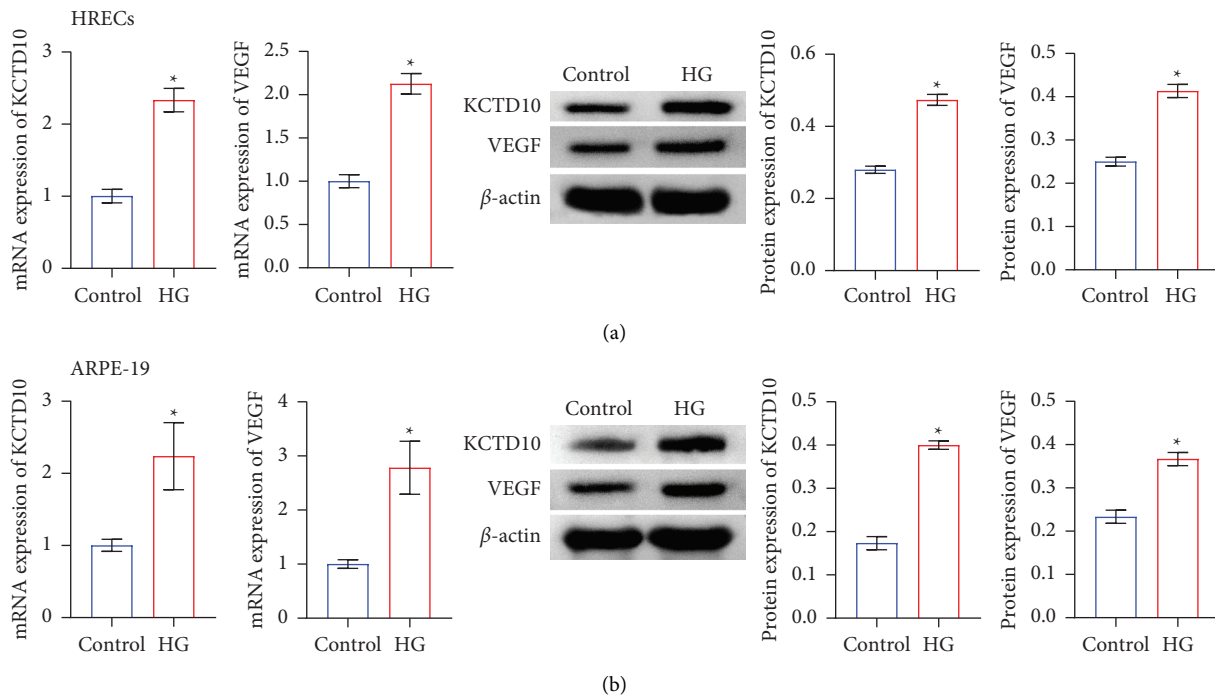 HRECs
mRNA expression of KCTD10
3
2
1
0
*
Control HG
mRNA expression of VEGF
2.5
2.0
1.5
1.0
0.5
0.0
*
Control HG
Control HG
KCTD10
VEGF
β-actin
Protein expression of KCTD10
0.6
0.4
0.2
0.0
*
Control HG
Protein expression of VEGF
0.5
0.4
0.3
0.2
0.1
0.0
*
Control HG
(a)
ARPE-19
mRNA expression of KCTD10
3
2
1
0
*
Control HG
mRNA expression of VEGF
4
3
2
1
0
*
Control HG
Control HG
KCTD10
VEGF
β-actin
Protein expression of KCTD10
0.5
0.4
0.3
0.2
0.1
0.0
*
Control HG
Protein expression of VEGF
0.5
0.4
0.3
0.2
0.1
0.0
*
Control HG
(b)